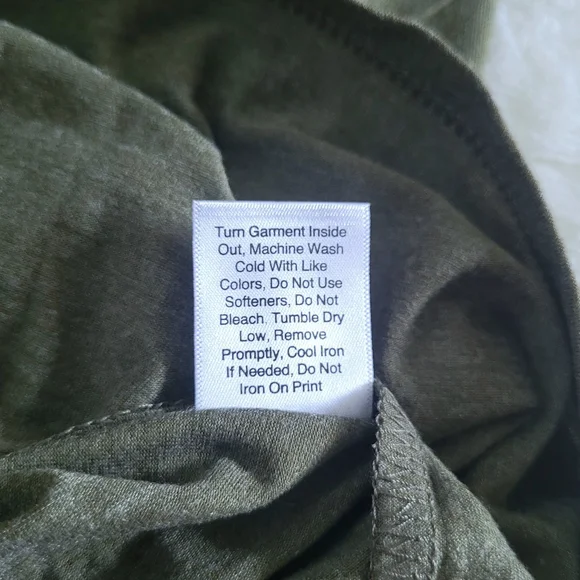 Turn Garment Inside
Out, Machine Wash
Cold With Like
Colors, Do Not Use
Softeners, Do Not
Bleach, Tumble Dry
Low, Remove
Promptly, Cool Iron
If Needed, Do Not
Iron On Print